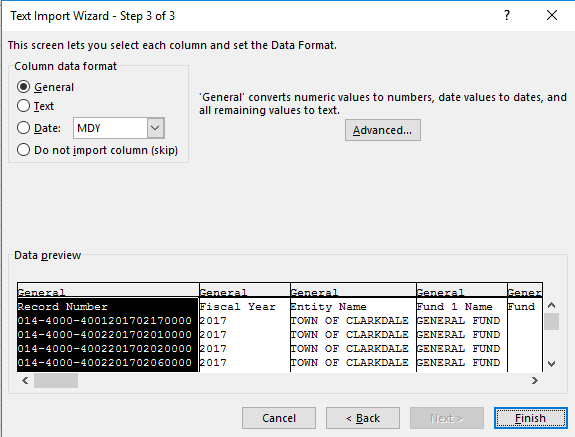 Text Import Wizard - Step 3 of 3
This screen lets you select each column and set the Data Format.
Column data format
General
Text
Date: MDY
Do not import column (skip)
'General' converts numeric values to numbers, date values to dates, and
all remaining values to text.
Advanced...
Data preview
General General General General Gener
Record Number Fiscal Year Entity Name Fund 1 Name Fund
014-4000-4001201702170000 2017 TOWN OF CLARKDALE GENERAL FUND
014-4000-4002201702010000 2017 TOWN OF CLARKDALE GENERAL FUND
014-4000-4002201702020000 2017 TOWN OF CLARKDALE GENERAL FUND
014-4000-4002201702060000 2017 TOWN OF CLARKDALE GENERAL FUND
Cancel < Back Next > Finish